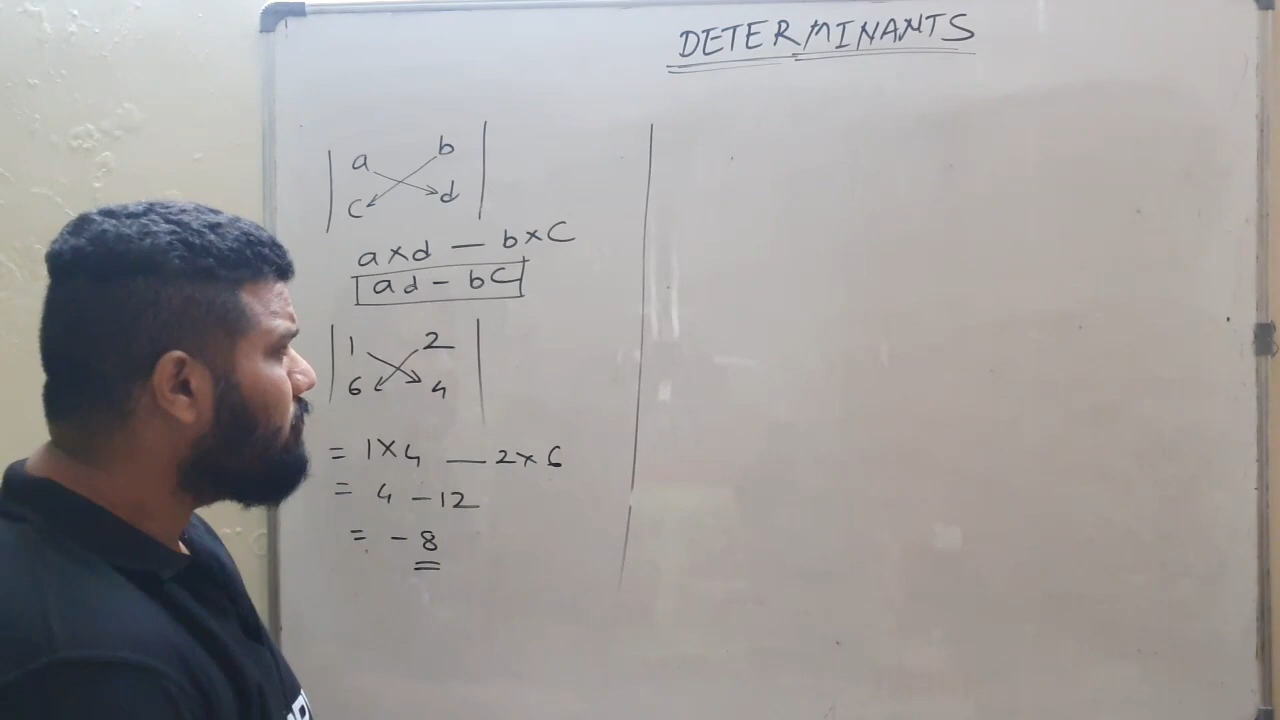 DETERMINANTS
| a b |
| c d |
a×d — b×C
ad - bC
| 1 2 |
| 6 4 |
= 1×4 — 2×6
= 4 - 12
= - 8